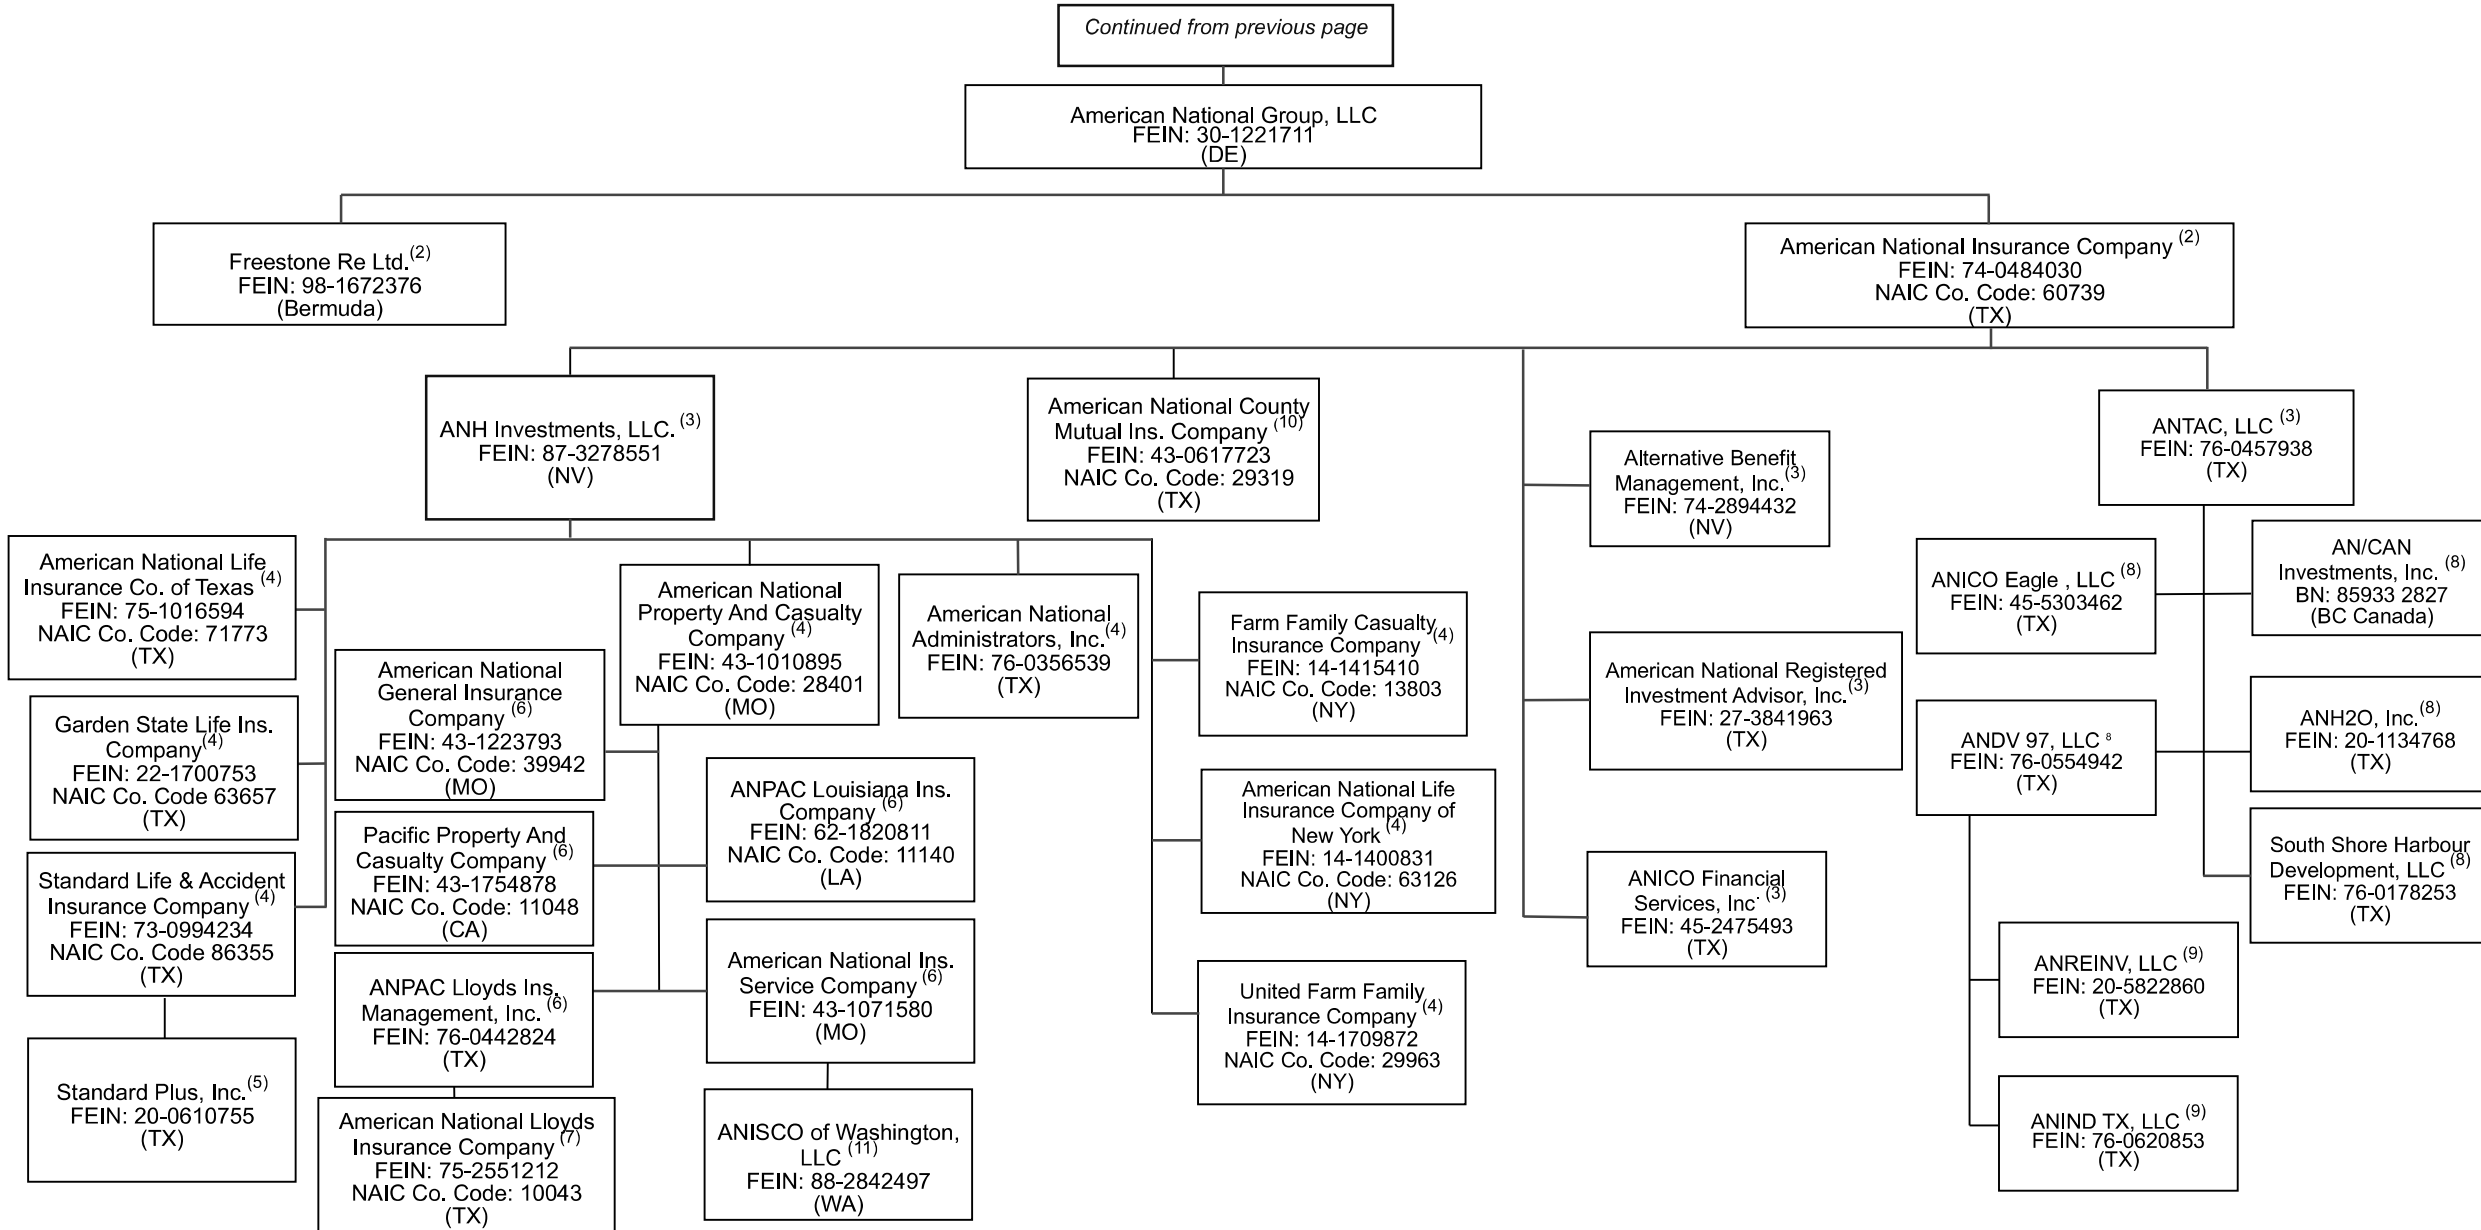 Continued from previous page
American National Group, LLC
FEIN: 30-1221711
(DE)
Freestone Re Ltd. (2)
FEIN: 98-1672376
(Bermuda)
American National Insurance Company (2)
FEIN: 74-0484030
NAIC Co. Code: 60739
(TX)
ANH Investments, LLC. (3)
FEIN: 87-3278551
(NV)
American National County
Mutual Ins. Company (10)
FEIN: 43-0617723
NAIC Co. Code: 29319
(TX)
Alternative Benefit
Management, Inc. (3)
FEIN: 74-2894432
(NV)
ANTAC, LLC (3)
FEIN: 76-0457938
(TX)
American National Life
Insurance Co. of Texas (4)
FEIN: 75-1016594
NAIC Co. Code: 71773
(TX)
American National
Property And Casualty
Company (4)
FEIN: 43-1010895
NAIC Co. Code: 28401
(MO)
American National
Administrators, Inc. (4)
FEIN: 76-0356539
(TX)
Farm Family Casualty
Insurance Company (4)
FEIN: 14-1415410
NAIC Co. Code: 13803
(NY)
ANICO Eagle , LLC (8)
FEIN: 45-5303462
(TX)
AN/CAN
Investments, Inc. (8)
BN: 85933 2827
(BC Canada)
American National
General Insurance
Company (6)
FEIN: 43-1223793
NAIC Co. Code: 39942
(MO)
American National Registered
Investment Advisor, Inc. (3)
FEIN: 27-3841963
(TX)
Garden State Life Ins.
Company (4)
FEIN: 22-1700753
NAIC Co. Code 63657
(TX)
ANDV 97, LLC 8
FEIN: 76-0554942
(TX)
ANH2O, Inc. (8)
FEIN: 20-1134768
(TX)
ANPAC Louisiana Ins.
Company (6)
FEIN: 62-1820811
NAIC Co. Code: 11140
(LA)
American National Life
Insurance Company of
New York (4)
FEIN: 14-1400831
NAIC Co. Code: 63126
(NY)
Pacific Property And
Casualty Company (6)
FEIN: 43-1754878
NAIC Co. Code: 11048
(CA)
South Shore Harbour
Development, LLC (8)
FEIN: 76-0178253
(TX)
Standard Life & Accident
Insurance Company (4)
FEIN: 73-0994234
NAIC Co. Code 86355
(TX)
ANICO Financial
Services, Inc. (3)
FEIN: 45-2475493
(TX)
ANPAC Lloyds Ins.
Management, Inc. (6)
FEIN: 76-0442824
(TX)
American National Ins.
Service Company (6)
FEIN: 43-1071580
(MO)
United Farm Family
Insurance Company (4)
FEIN: 14-1709872
NAIC Co. Code: 29963
(NY)
ANREINV, LLC (9)
FEIN: 20-5822860
(TX)
Standard Plus, Inc. (5)
FEIN: 20-0610755
(TX)
American National Lloyds
Insurance Company (7)
FEIN: 75-2551212
NAIC Co. Code: 10043
(TX)
ANISCO of Washington,
LLC (11)
FEIN: 88-2842497
(WA)
ANIND TX, LLC (9)
FEIN: 76-0620853
(TX)